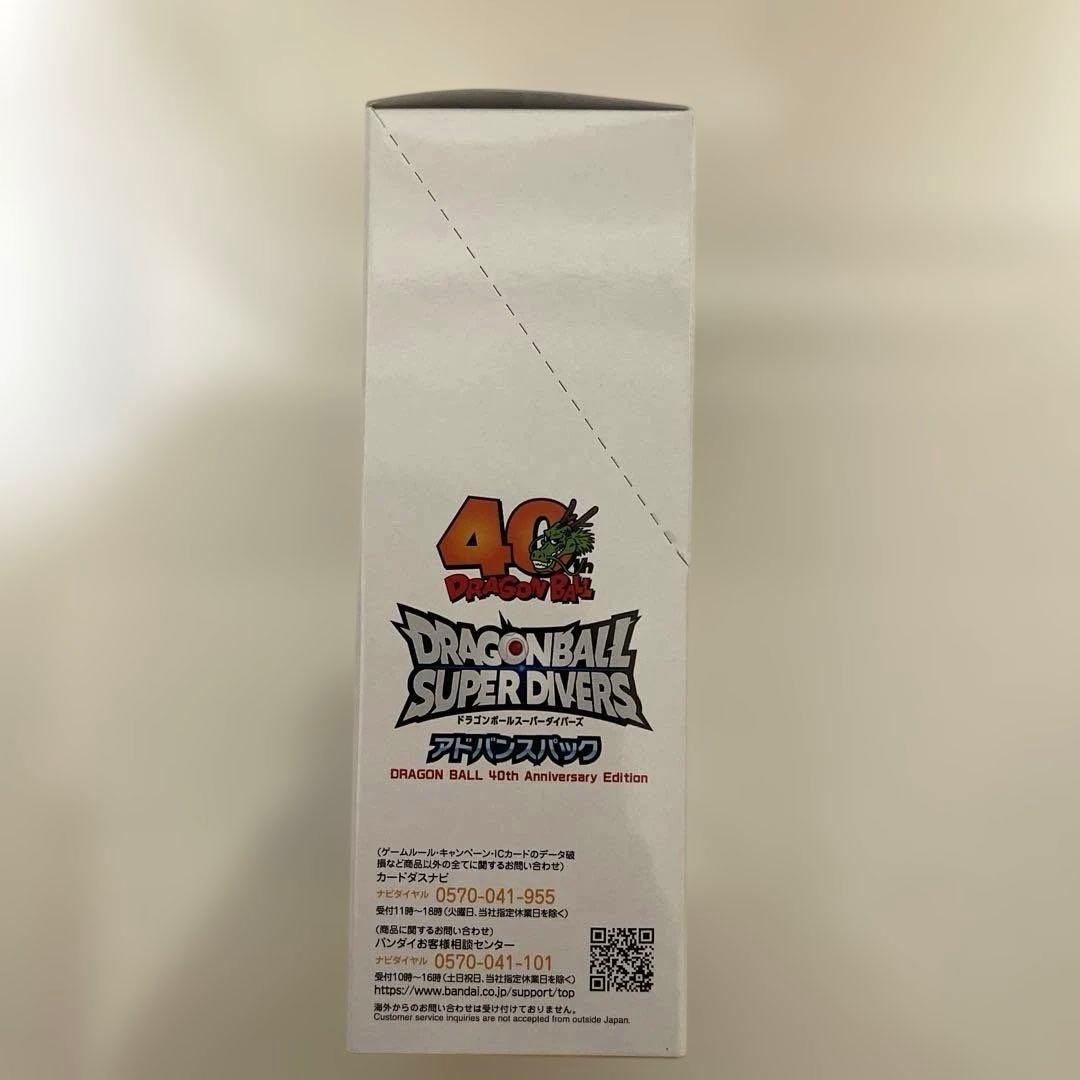 40th
DRAGON BALL
DRAGONBALL
SUPER DIVERS
ドラゴンボールスーパーダイバーズ
アドバンスパック
DRAGON BALL 40th Anniversary Edition
(ゲームルール・キャンペーン・ICカードのデータ破
損など商品以外の全てに関するお問い合わせ)
カードダスナビ
ナビダイヤル 0570-041-955
受付11時〜18時(火曜日、当社指定休業日を除く)
(商品に関するお問い合わせ)
バンダイお客様相談センター
ナビダイヤル 0570-041-101
受付10時〜16時(土日祝日、当社指定休業日を除く)
https://www.bandai.co.jp/support/top
海外からのお問い合わせは受け付けておりません。
Customer service inquiries are not accepted from outside Japan.